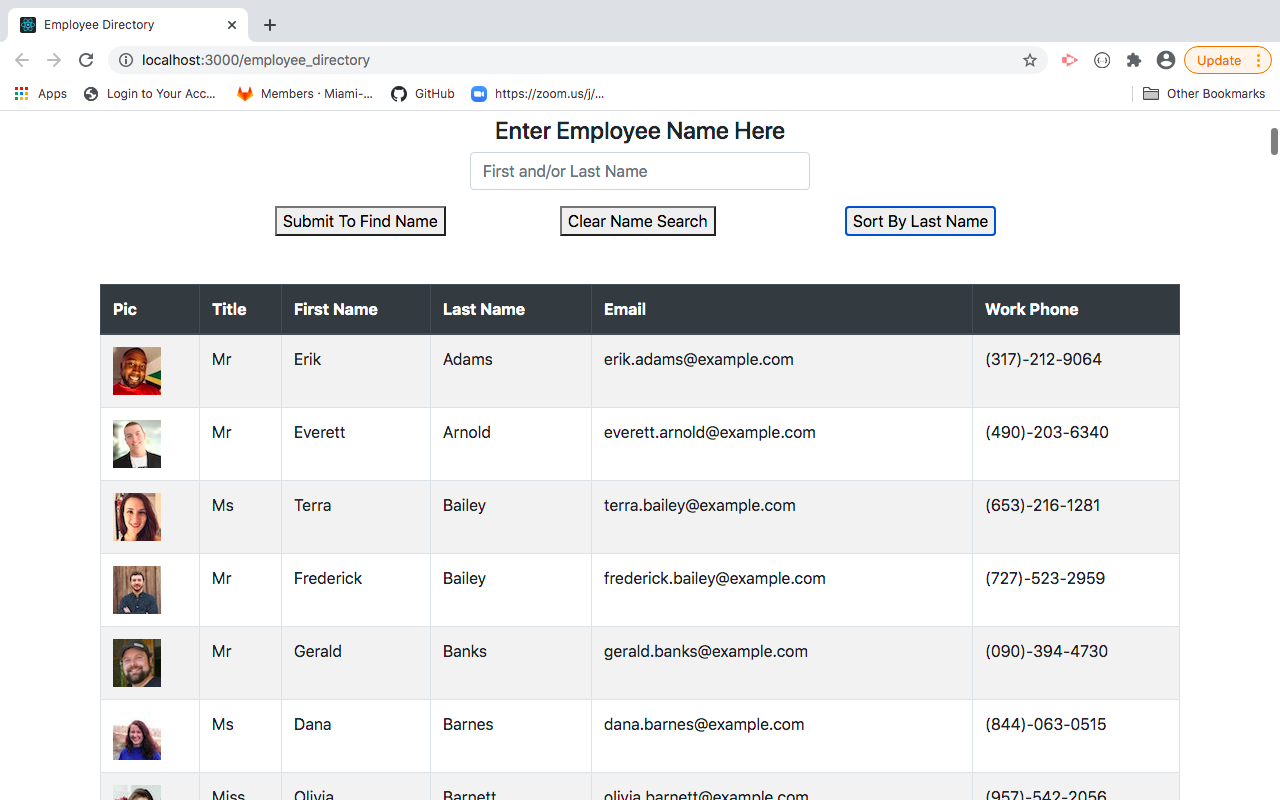 Employee Directory
localhost:3000/employee_directory
Update
Apps
Login to Your Acc...
Members · Miami-...
GitHub
https://zoom.us/j/...
Other Bookmarks
Enter Employee Name Here
First and/or Last Name
Submit To Find Name Clear Name Search Sort By Last Name
Pic Title First Name Last Name Email Work Phone
Mr Erik Adams erik.adams@example.com (317)-212-9064
Mr Everett Arnold everett.arnold@example.com (490)-203-6340
Ms Terra Bailey terra.bailey@example.com (653)-216-1281
Mr Frederick Bailey frederick.bailey@example.com (727)-523-2959
Mr Gerald Banks gerald.banks@example.com (090)-394-4730
Ms Dana Barnes dana.barnes@example.com (844)-063-0515
Miss Olivia Barnett olivia.barnett@example.com (957)-542-2056